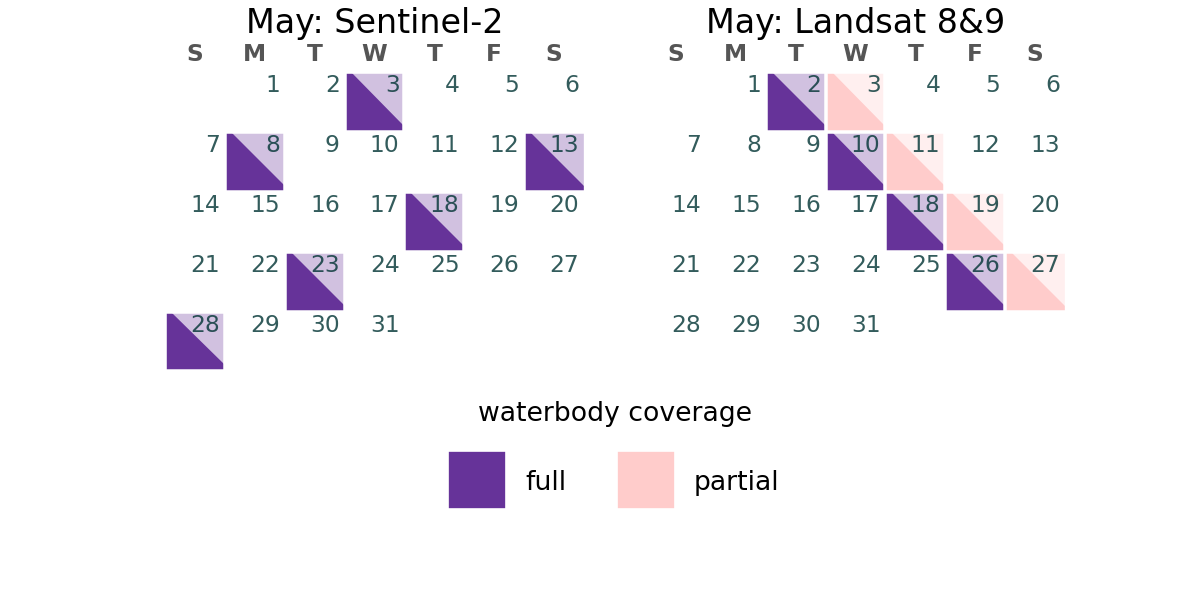 May: Sentinel-2
S M T W T F S
1 2 3 4 5 6
7 8 9 10 11 12 13
14 15 16 17 18 19 20
21 22 23 24 25 26 27
28 29 30 31
May: Landsat 8&9
S M T W T F S
1 2 3 4 5 6
7 8 9 10 11 12 13
14 15 16 17 18 19 20
21 22 23 24 25 26 27
28 29 30 31
waterbody coverage
full partial